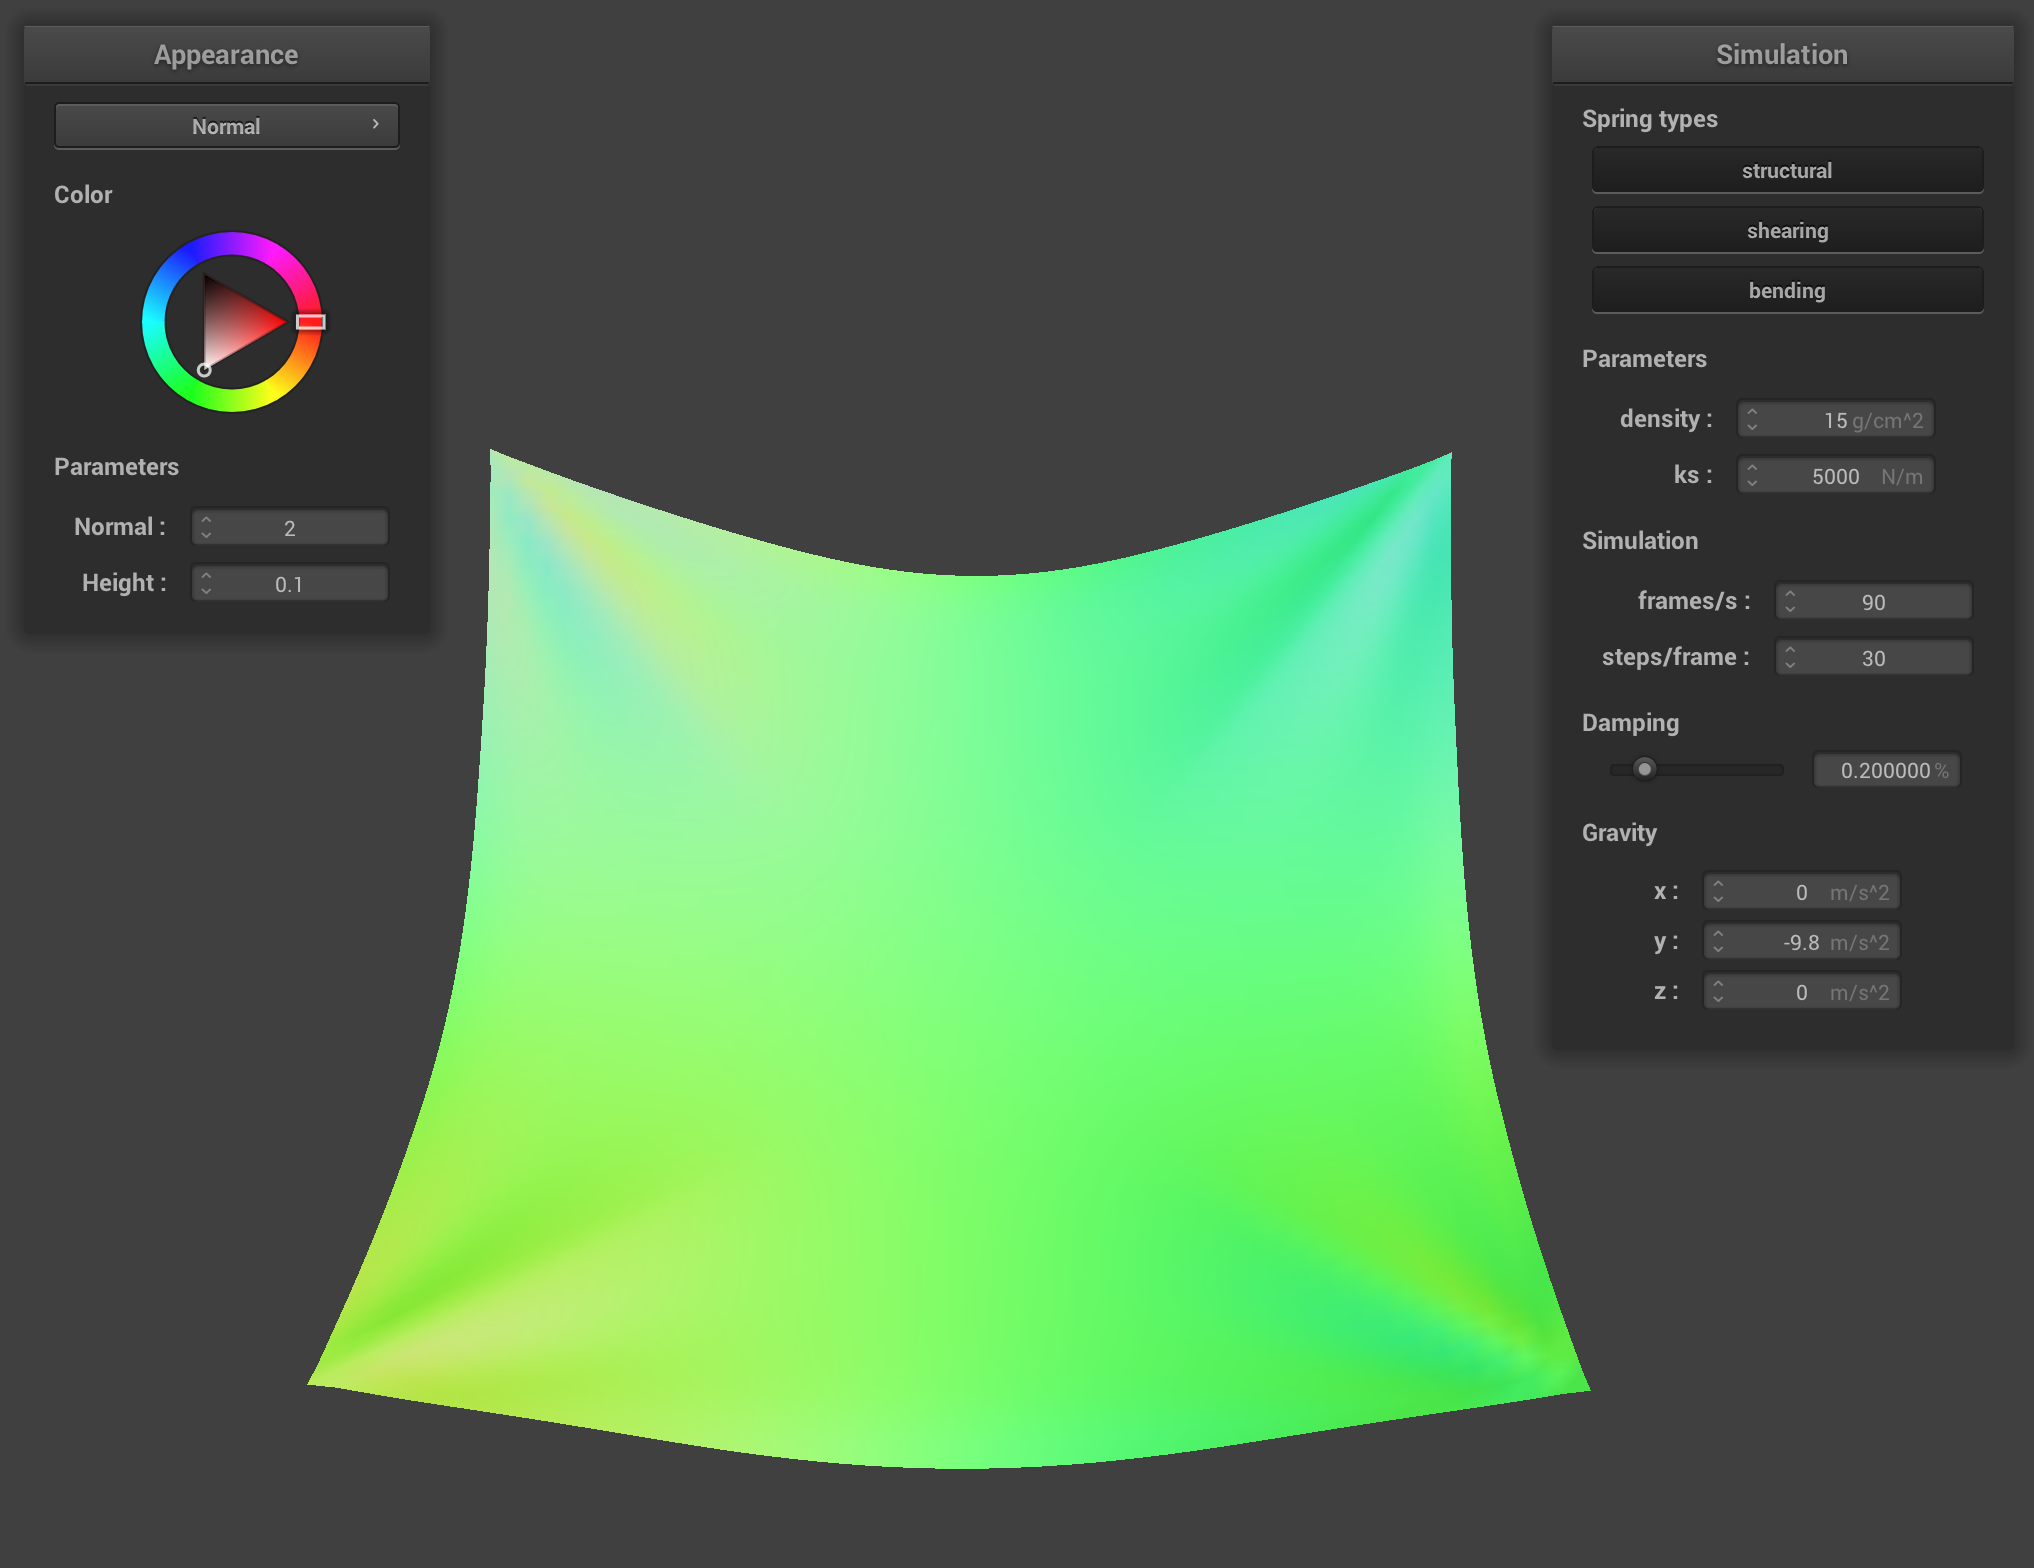 Appearance
Normal
Color
Parameters
Normal : 2
Height : 0.1
Simulation
Spring types
structural
shearing
bending
Parameters
density : 15 g/cm^2
ks : 5000 N/m
Simulation
frames/s : 90
steps/frame : 30
Damping
0.200000 %
Gravity
x : 0 m/s^2
y : -9.8 m/s^2
z : 0 m/s^2